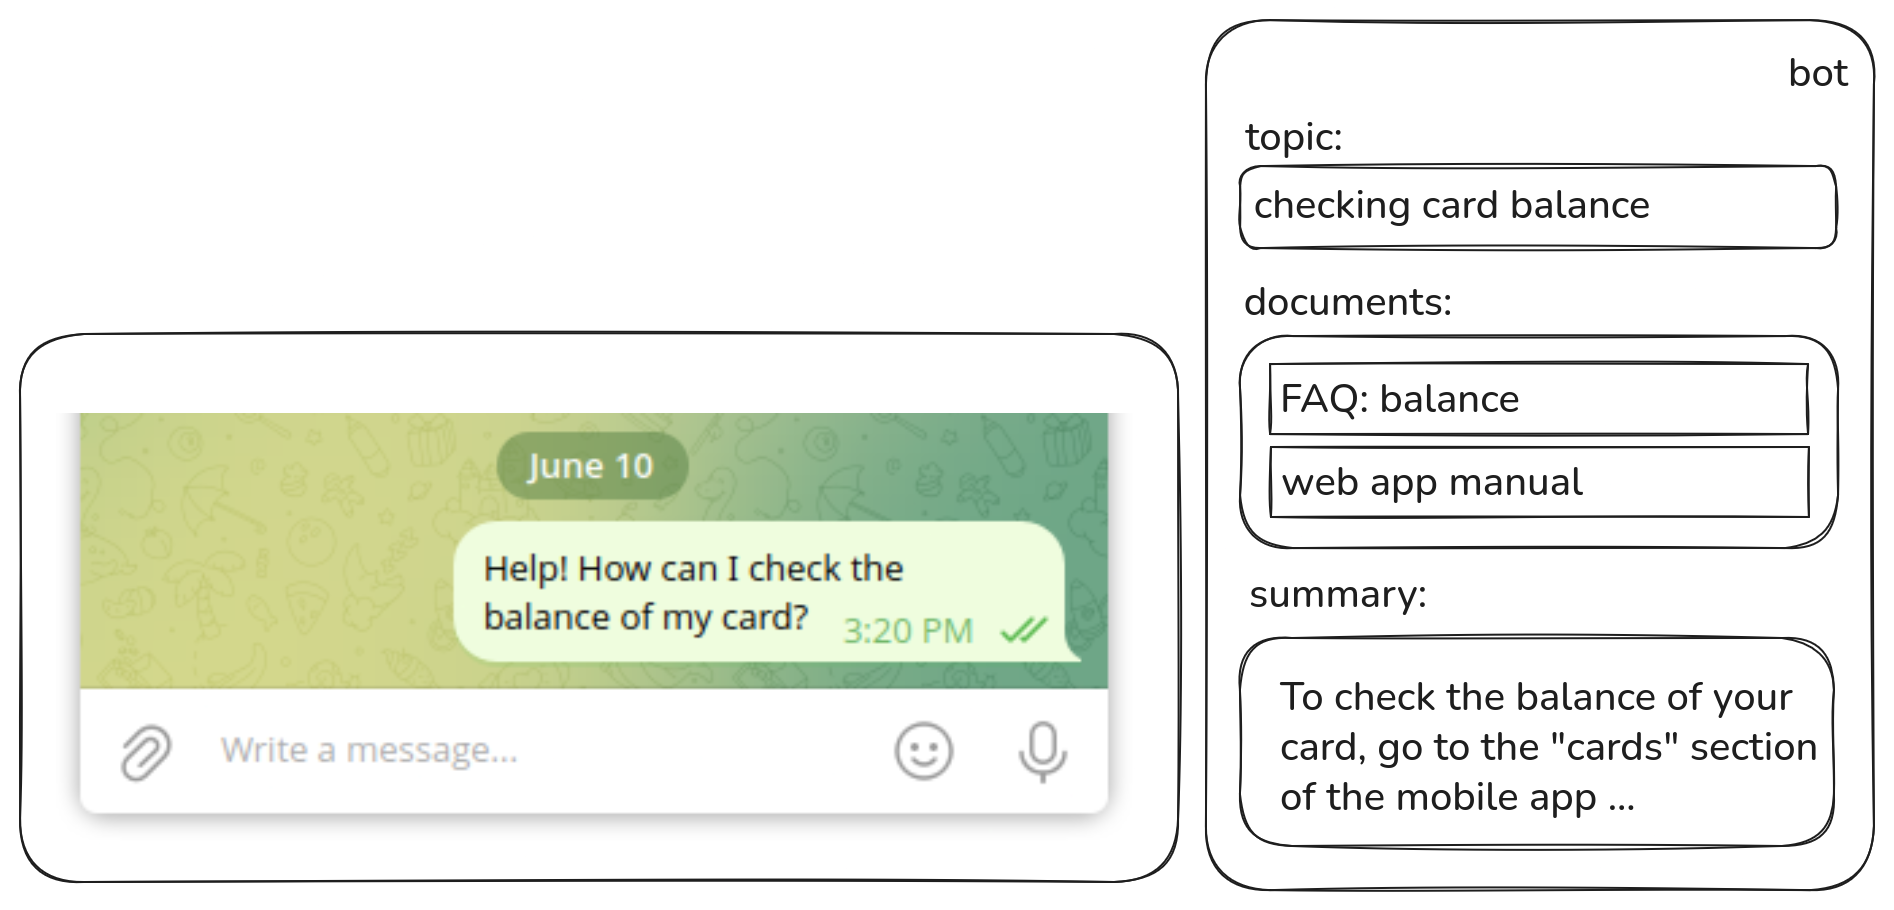 June 10
Help! How can I check the
balance of my card?
3:20 PM
Write a message...
bot
topic:
checking card balance
documents:
FAQ: balance
web app manual
summary:
To check the balance of your
card, go to the "cards" section
of the mobile app ...